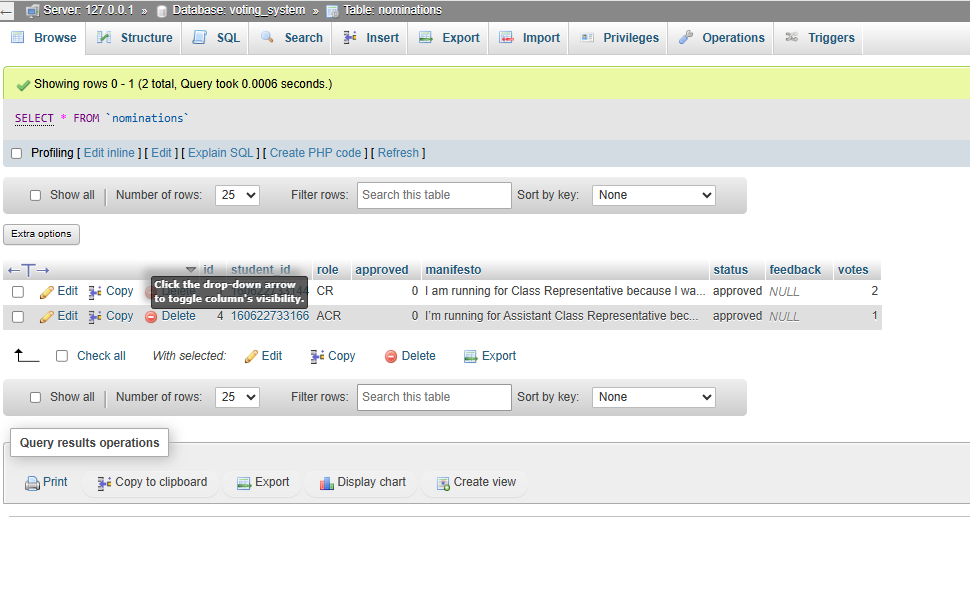 ← Server: 127.0.0.1 » Database: voting_system » Table: nominations
Browse Structure SQL Search Insert Export Import Privileges Operations Triggers
Showing rows 0 - 1 (2 total, Query took 0.0006 seconds.)
SELECT * FROM `nominations`
Profiling [ Edit inline ] [ Edit ] [ Explain SQL ] [ Create PHP code ] [ Refresh ]
Show all | Number of rows: 25 Filter rows: Search this table Sort by key: None
Extra options
←T→ id student_id role approved manifesto status feedback votes
Edit Copy CR 0 I am running for Class Representative because I wa... approved NULL 2
Click the drop-down arrow
to toggle column's visibility.
Edit Copy Delete 4 160622733166 ACR 0 I'm running for Assistant Class Representative bec... approved NULL 1
Check all With selected: Edit Copy Delete Export
Show all | Number of rows: 25 Filter rows: Search this table Sort by key: None
Query results operations
Print Copy to clipboard Export Display chart Create view